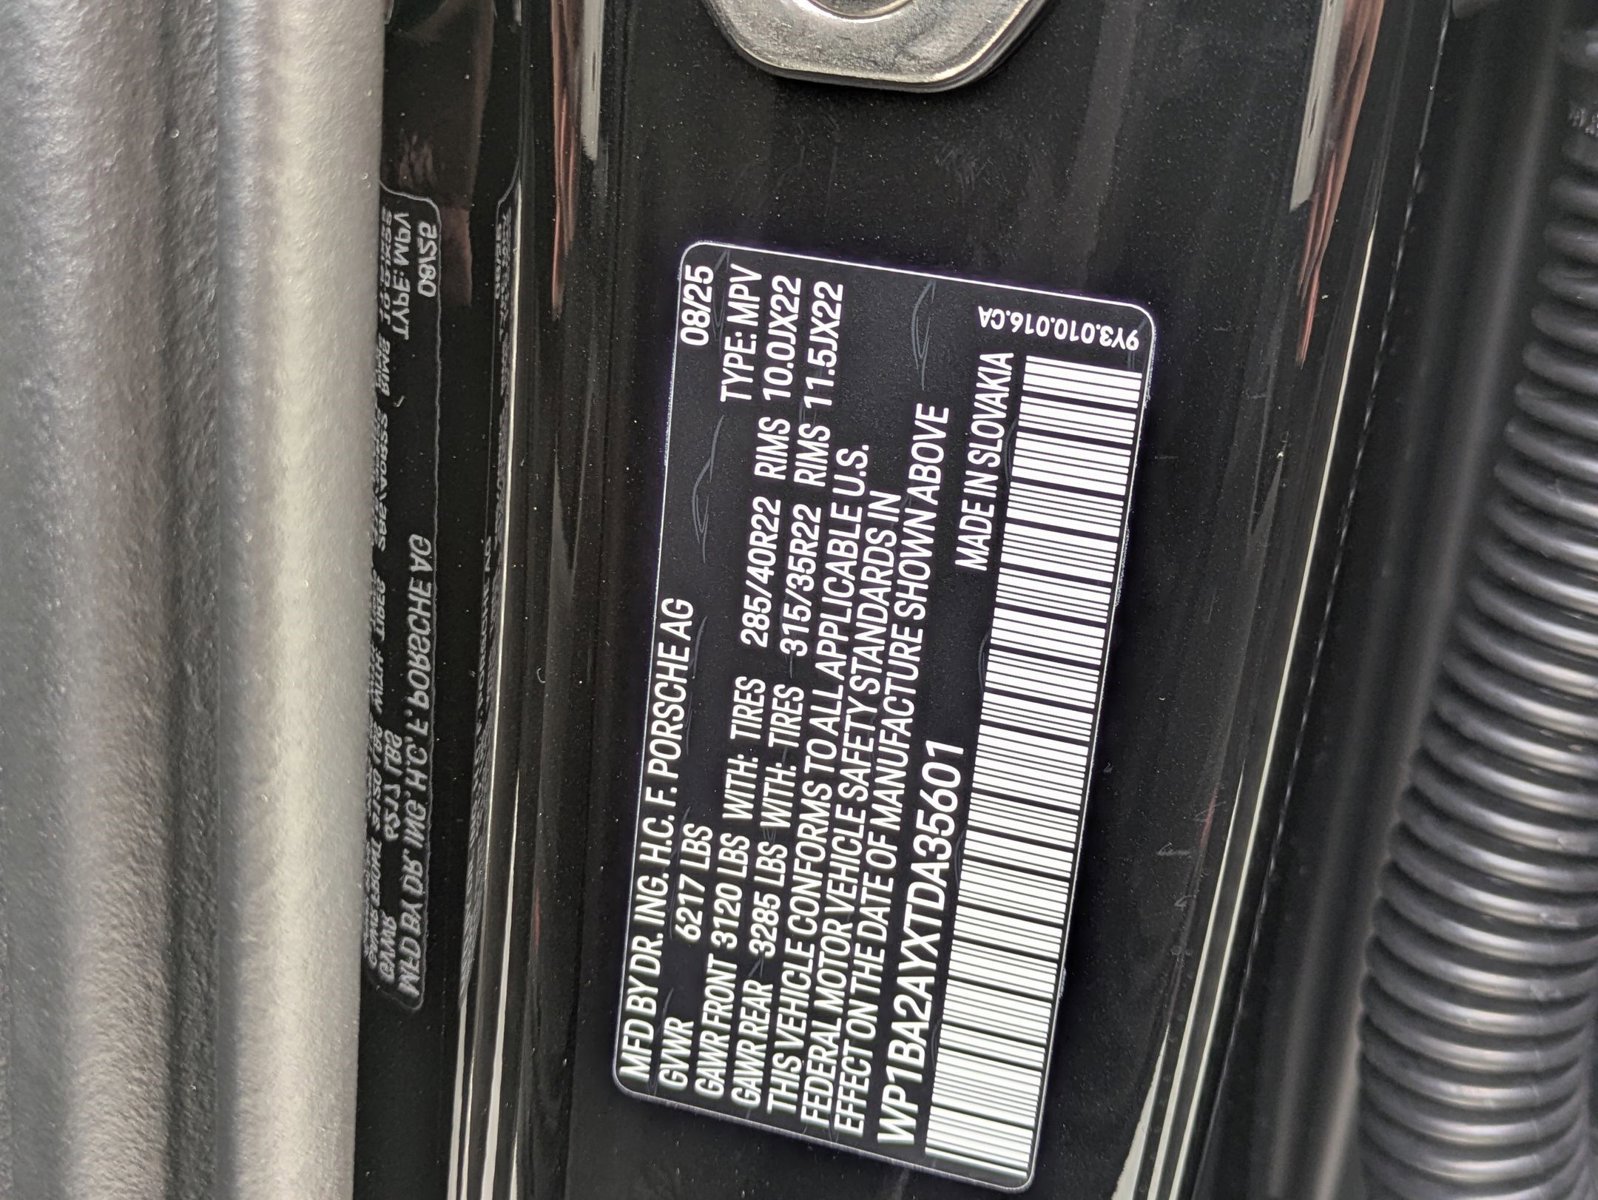 MFD BY DR. ING. H.C. F. PORSCHE AG 08/25
GVWR 6217 LBS TYPE: MPV
GAWR FRONT 3120 LBS WITH: TIRES 285/40R22 RIMS 10.0JX22
GAWR REAR 3285 LBS WITH: TIRES 315/35R22 RIMS 11.5JX22
THIS VEHICLE CONFORMS TO ALL APPLICABLE U.S.
FEDERAL MOTOR VEHICLE SAFETY STANDARDS IN
EFFECT ON THE DATE OF MANUFACTURE SHOWN ABOVE
WP1BA2AYXTDA35601 MADE IN SLOVAKIA
9Y3.010.016.CA